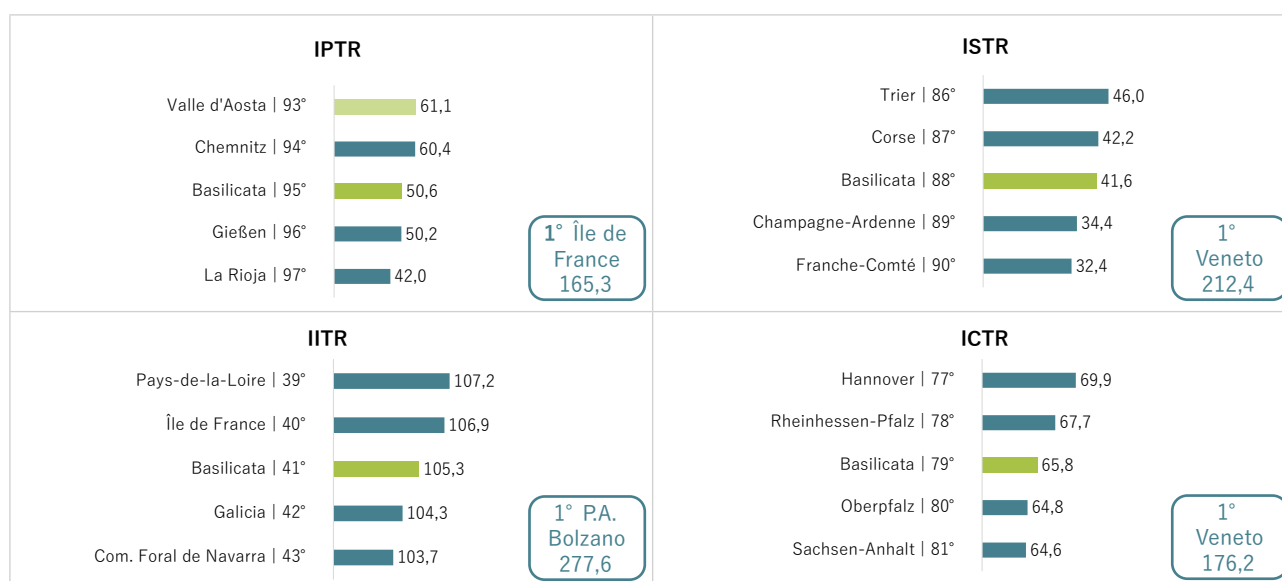 IPTR
Valle d'Aosta | 93° 61,1
Chemnitz | 94° 60,4
Basilicata | 95° 50,6
Gießen | 96° 50,2
La Rioja | 97° 42,0
1° Île de
France
165,3
ISTR
Trier | 86° 46,0
Corse | 87° 42,2
Basilicata | 88° 41,6
Champagne-Ardenne | 89° 34,4
Franche-Comté | 90° 32,4
1°
Veneto
212,4
IITR
Pays-de-la-Loire | 39° 107,2
Île de France | 40° 106,9
Basilicata | 41° 105,3
Galicia | 42° 104,3
Com. Foral de Navarra | 43° 103,7
1° P.A.
Bolzano
277,6
ICTR
Hannover | 77° 69,9
Rheinhessen-Pfalz | 78° 67,7
Basilicata | 79° 65,8
Oberpfalz | 80° 64,8
Sachsen-Anhalt | 81° 64,6
1°
Veneto
176,2